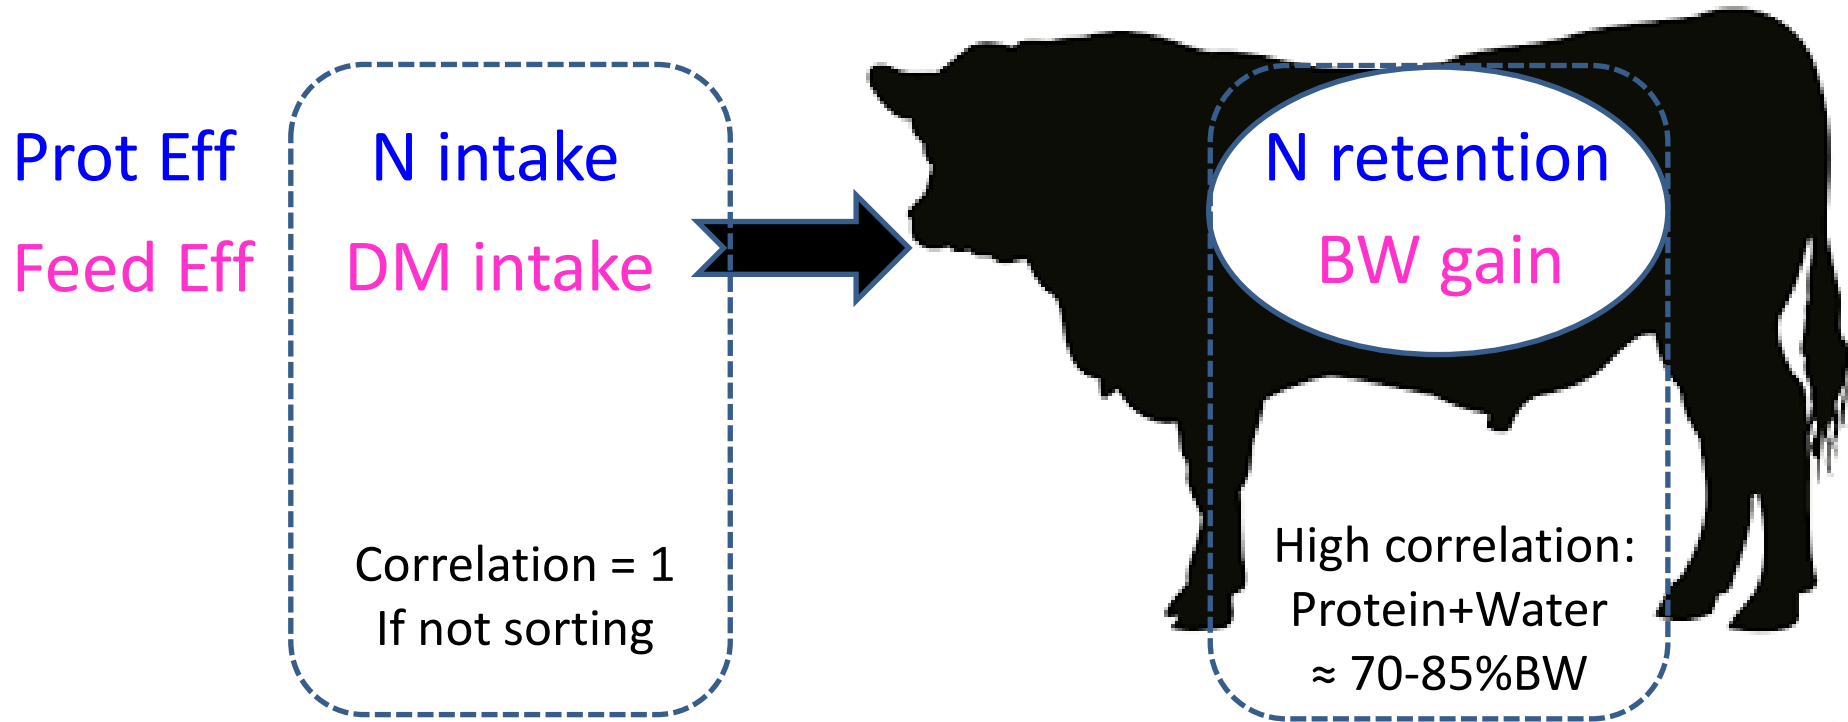 Prot Eff N intake N retention
Feed Eff DM intake BW gain
Correlation = 1
If not sorting
High correlation:
Protein+Water
≈ 70-85%BW